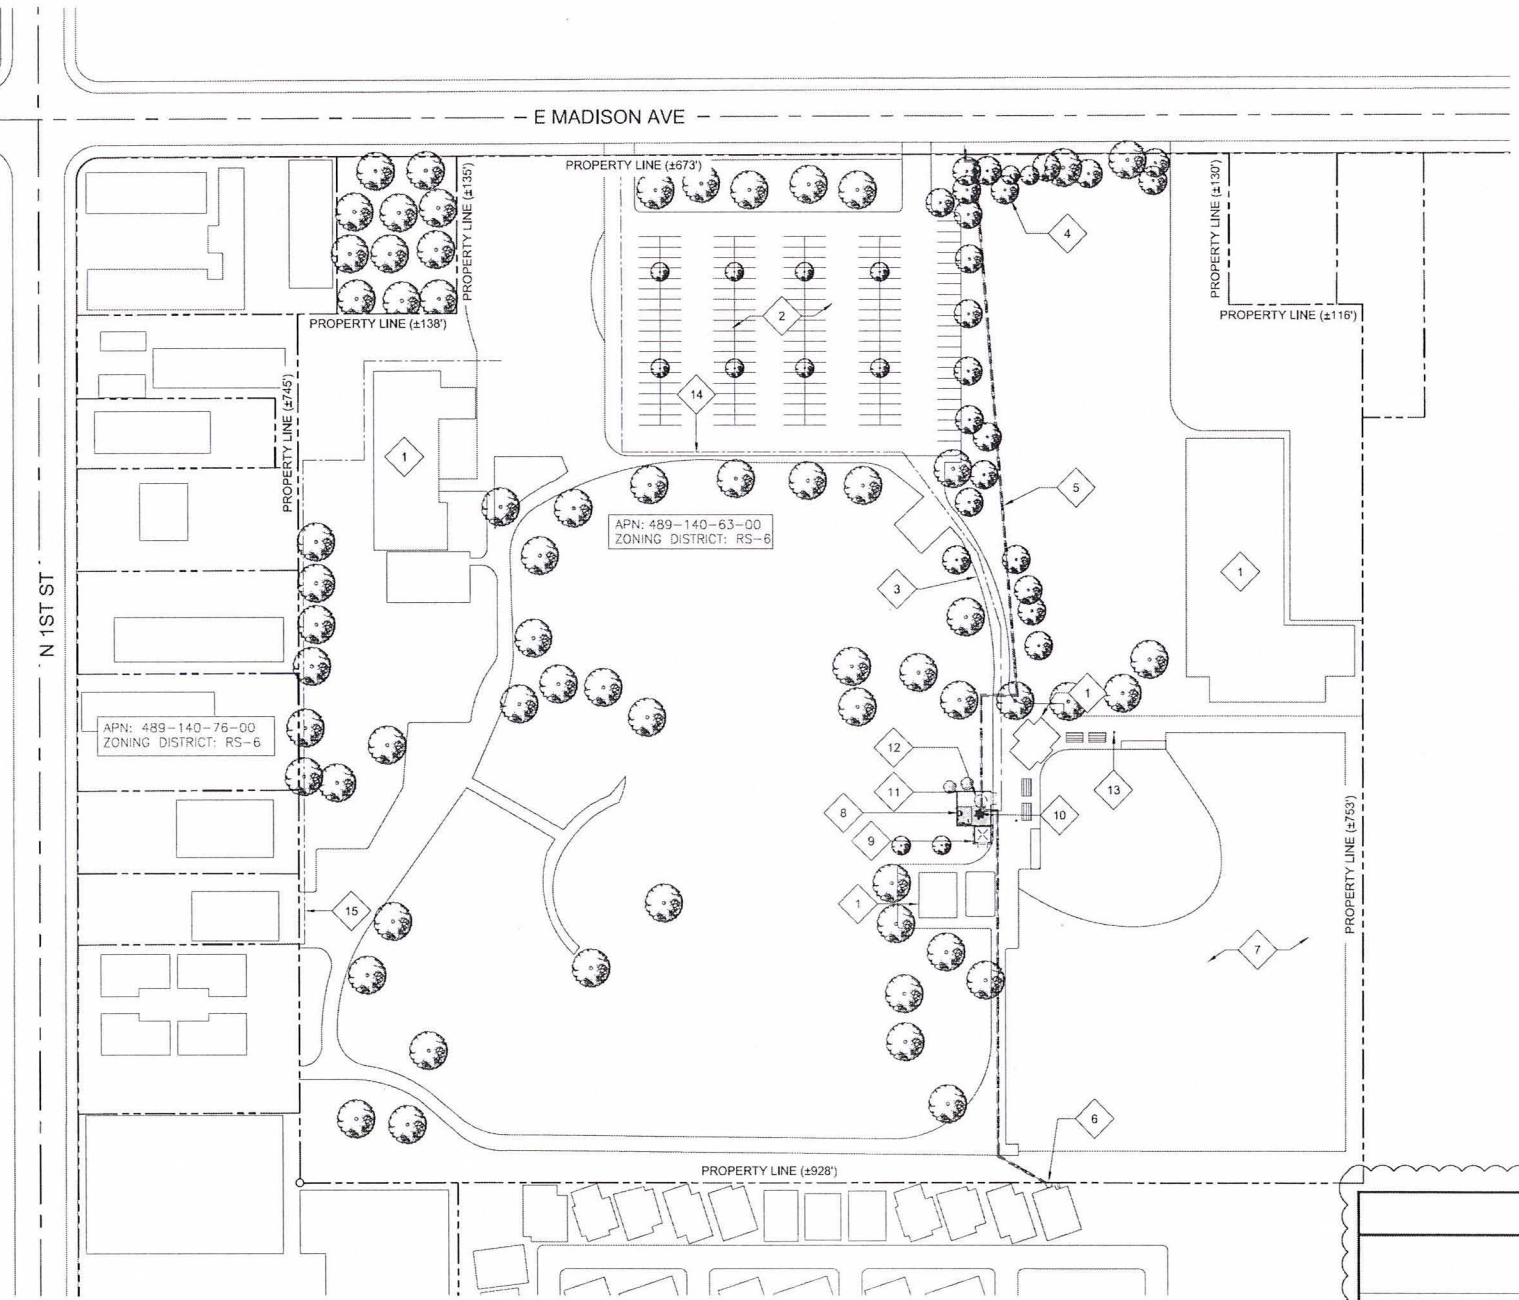 E MADISON AVE
PROPERTY LINE (±673')
PROPERTY LINE (±135')
PROPERTY LINE (±130')
4
2
PROPERTY LINE (±138')
PROPERTY LINE (±116')
PROPERTY LINE (±745')
14
1
5
APN: 489-140-63-00
ZONING DISTRICT: RS-6
1
3
N 1ST ST
1
APN: 489-140-76-00
ZONING DISTRICT: RS-6
12
11
13
8
10
9
PROPERTY LINE (±753')
1
15
7
6
PROPERTY LINE (±928')